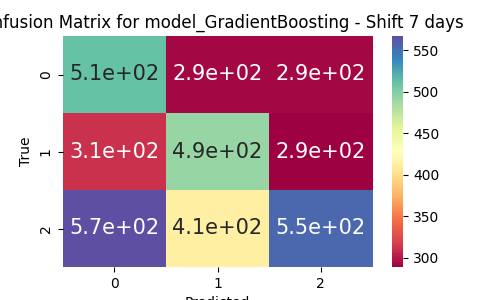 nfusion Matrix for model_GradientBoosting - Shift 7 days
0 5.1e+02 2.9e+02 2.9e+02
1 3.1e+02 4.9e+02 2.9e+02
2 5.7e+02 4.1e+02 5.5e+02
True
0 1 2
Predicted
550
500
450
400
350
300